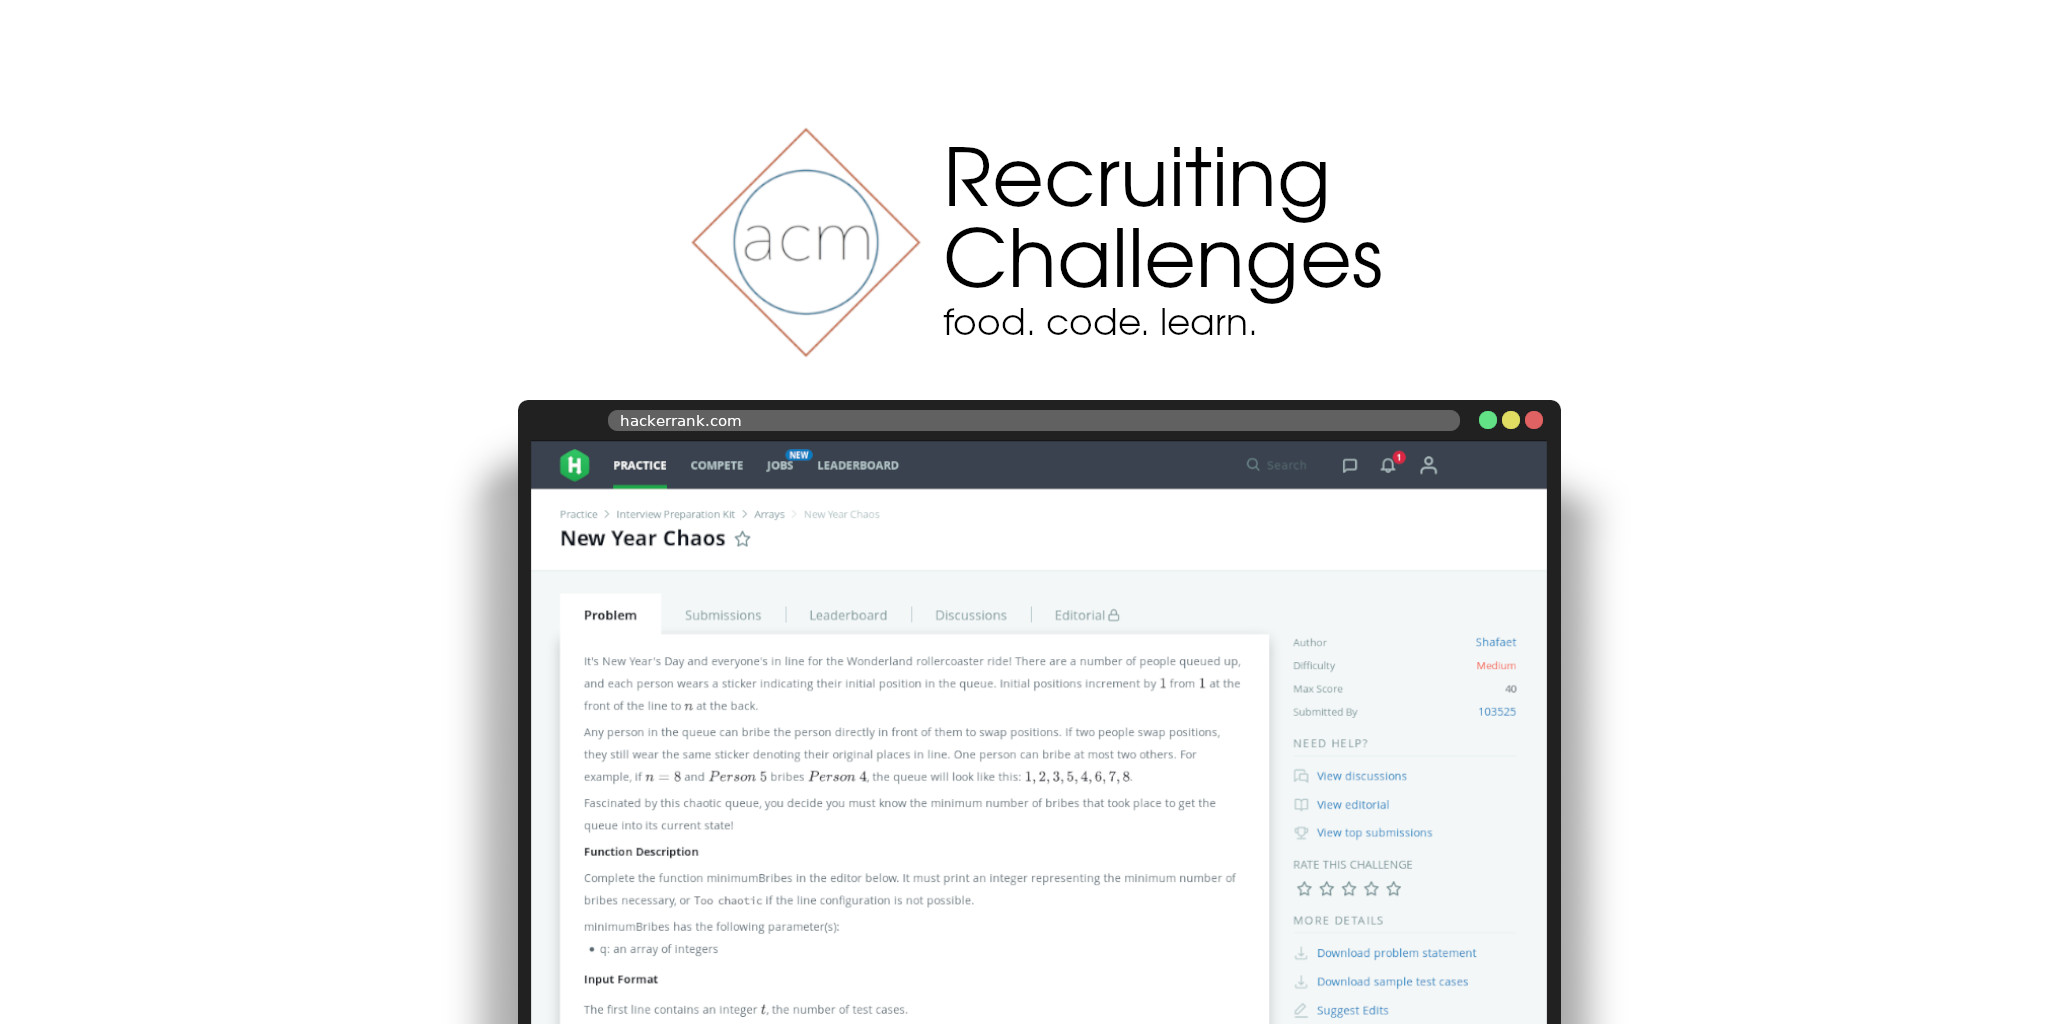 acm
Recruiting
Challenges
food. code. learn.
hackerrank.com
H
PRACTICE COMPETE JOBS NEW LEADERBOARD Search 1
Practice > Interview Preparation Kit > Arrays > New Year Chaos
New Year Chaos
Problem Submissions Leaderboard Discussions Editorial
It's New Year's Day and everyone's in line for the Wonderland rollercoaster ride! There are a number of people queued up,
and each person wears a sticker indicating their initial position in the queue. Initial positions increment by 1 from 1 at the
front of the line to n at the back.
Any person in the queue can bribe the person directly in front of them to swap positions. If two people swap positions,
they still wear the same sticker denoting their original places in line. One person can bribe at most two others. For
example, if n = 8 and Person 5 bribes Person 4, the queue will look like this: 1, 2, 3, 5, 4, 6, 7, 8.
Fascinated by this chaotic queue, you decide you must know the minimum number of bribes that took place to get the
queue into its current state!
Function Description
Complete the function minimumBribes in the editor below. It must print an integer representing the minimum number of
bribes necessary, or Too chaotic if the line configuration is not possible.
minimumBribes has the following parameter(s):
• q: an array of integers
Input Format
The first line contains an integer t, the number of test cases.
Author Shafaet
Difficulty Medium
Max Score 40
Submitted By 103525
NEED HELP?
View discussions
View editorial
View top submissions
RATE THIS CHALLENGE
MORE DETAILS
Download problem statement
Download sample test cases
Suggest Edits